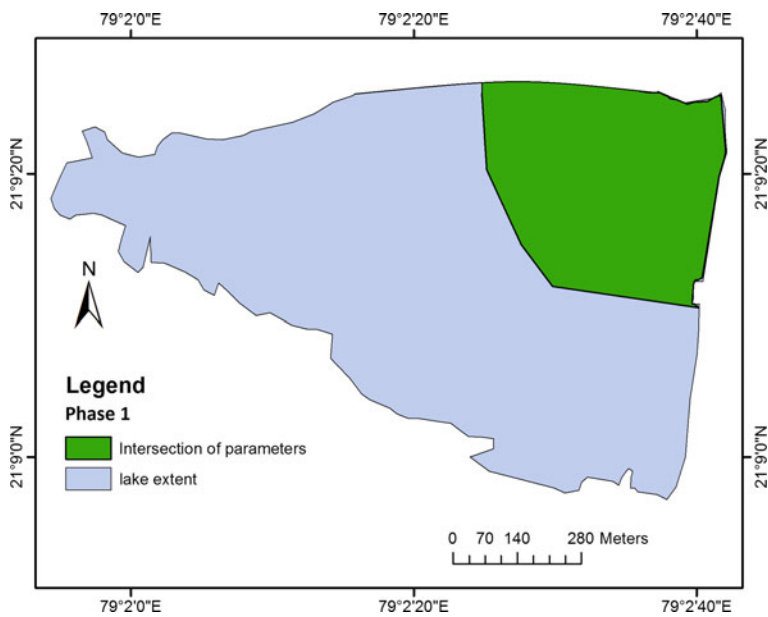 79°2'0"E 79°2'20"E 79°2'40"E
21°9'20"N 21°9'20"N
N
Legend
Phase 1
Intersection of parameters
lake extent
21°9'0"N 21°9'0"N
0 70 140 280 Meters
79°2'0"E 79°2'20"E 79°2'40"E